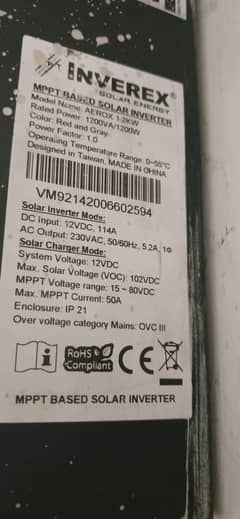 INVEREX
SOLAR ENERGY
MPPT BASED SOLAR INVERTER
Model Name: AEROX 1.2KW
Rated Power: 1200VA/1200W
Color: Red and Gray
Power Factor: 1.0
Operating Temperature Range: 0~55°C
Designed in Taiwan, MADE IN CHINA
VM92142006602594
Solar Inverter Mode:
DC Input: 12VDC, 114A
AC Output: 230VAC, 50/60Hz, 5.2A, 1Φ
Solar Charger Mode:
System Voltage: 12VDC
Max. Solar Voltage (VOC): 102VDC
MPPT Voltage range: 15 ~ 80VDC
Max. MPPT Current: 50A
Enclosure: IP 21
Over voltage category Mains: OVC III
RoHS
Compliant
CE
MPPT BASED SOLAR INVERTER